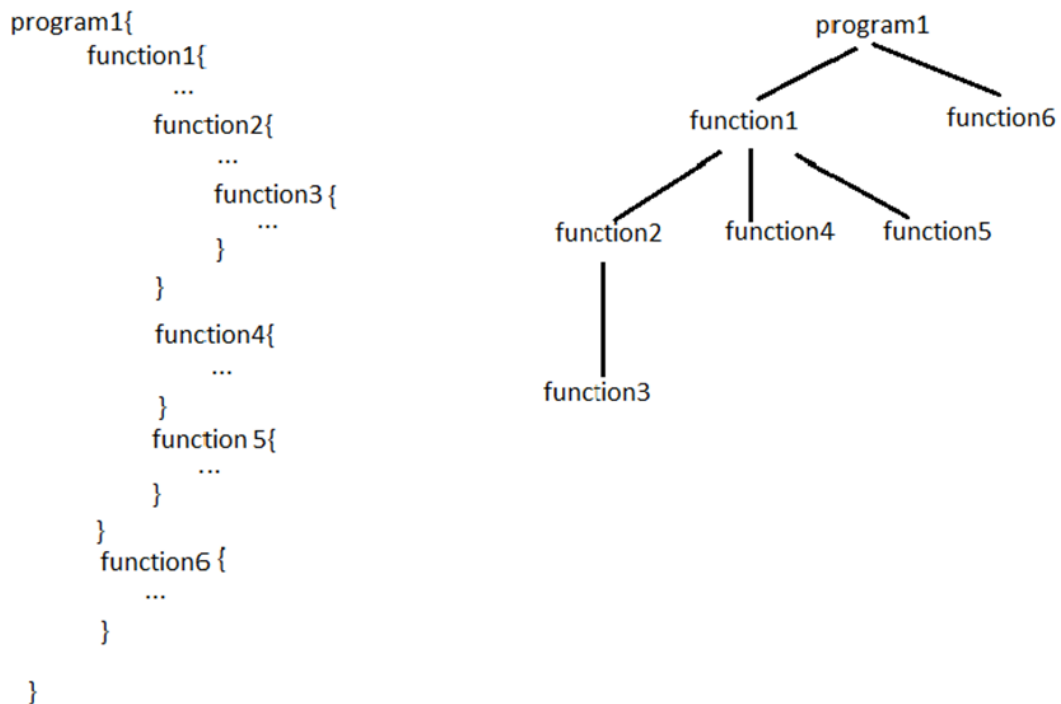 program1{
function1{
...
function2{
...
function3 {
...
}
}
function4{
...
}
function 5{
...
}
}
function6 {
...
}
}
program1
function1
function6
function2
function4
function5
function3